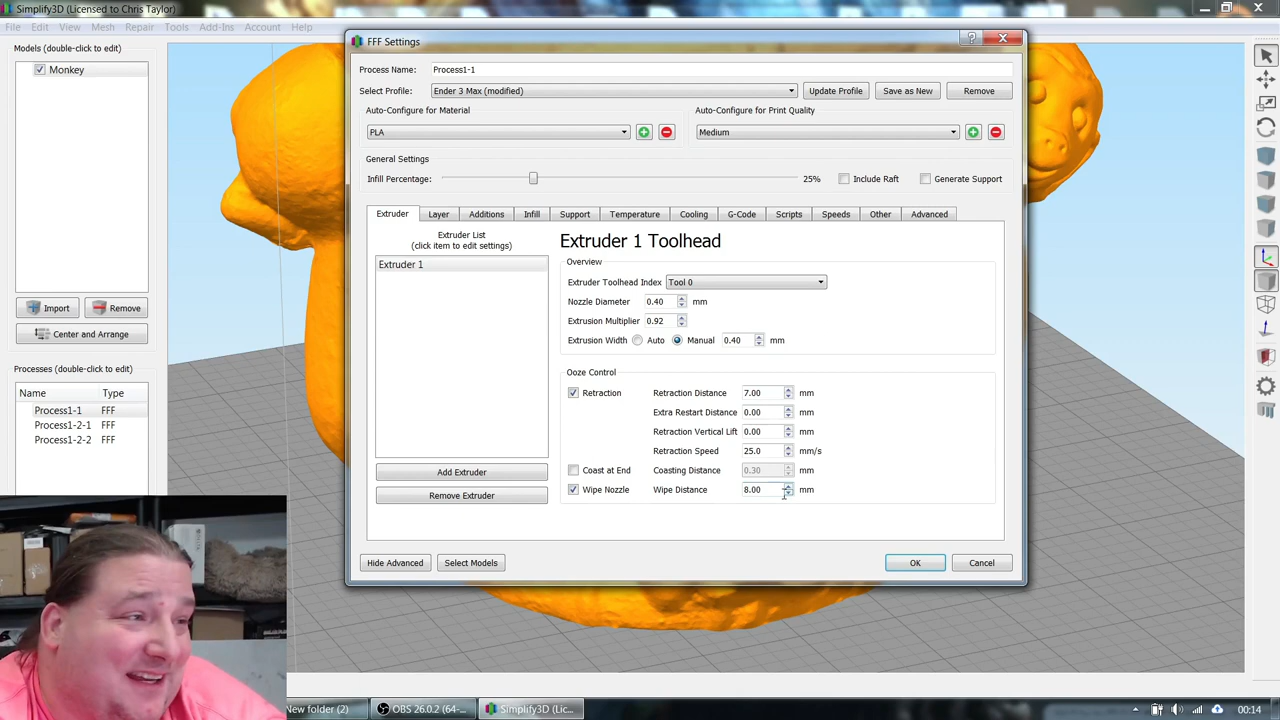 Simplify3D (Licensed to Chris Taylor)
File Edit View Mesh Repair Tools Add-Ins Account Help
Models (double-click to edit)
Monkey
Import Remove
Center and Arrange
Processes (double-click to edit)
Name Type
Process1-1 FFF
Process1-2-1 FFF
Process1-2-2 FFF
FFF Settings
Process Name: Process1-1
Select Profile: Ender 3 Max (modified) Update Profile Save as New Remove
Auto-Configure for Material Auto-Configure for Print Quality
PLA Medium
General Settings
Infill Percentage: 25% Include Raft Generate Support
Extruder Layer Additions Infill Support Temperature Cooling G-Code Scripts Speeds Other Advanced
Extruder List
(click item to edit settings)
Extruder 1
Add Extruder
Remove Extruder
Extruder 1 Toolhead
Overview
Extruder Toolhead Index Tool 0
Nozzle Diameter 0.40 mm
Extrusion Multiplier 0.92
Extrusion Width Auto Manual 0.40 mm
Ooze Control
Retraction Retraction Distance 7.00 mm
Extra Restart Distance 0.00 mm
Retraction Vertical Lift 0.00 mm
Retraction Speed 25.0 mm/s
Coast at End Coasting Distance 0.30 mm
Wipe Nozzle Wipe Distance 8.00 mm
Hide Advanced Select Models OK Cancel
New folder (2) OBS 26.0.2 (64-... Simplify3D (Lic... 00:14